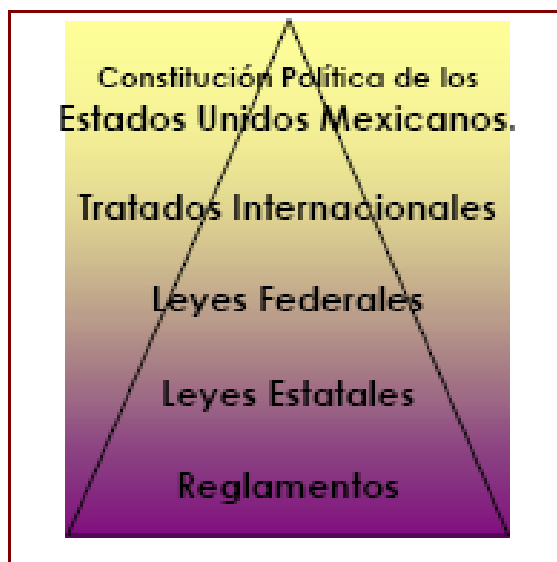 Constitución Política de los
Estados Unidos Mexicanos.
Tratados Internacionales
Leyes Federales
Leyes Estatales
Reglamentos